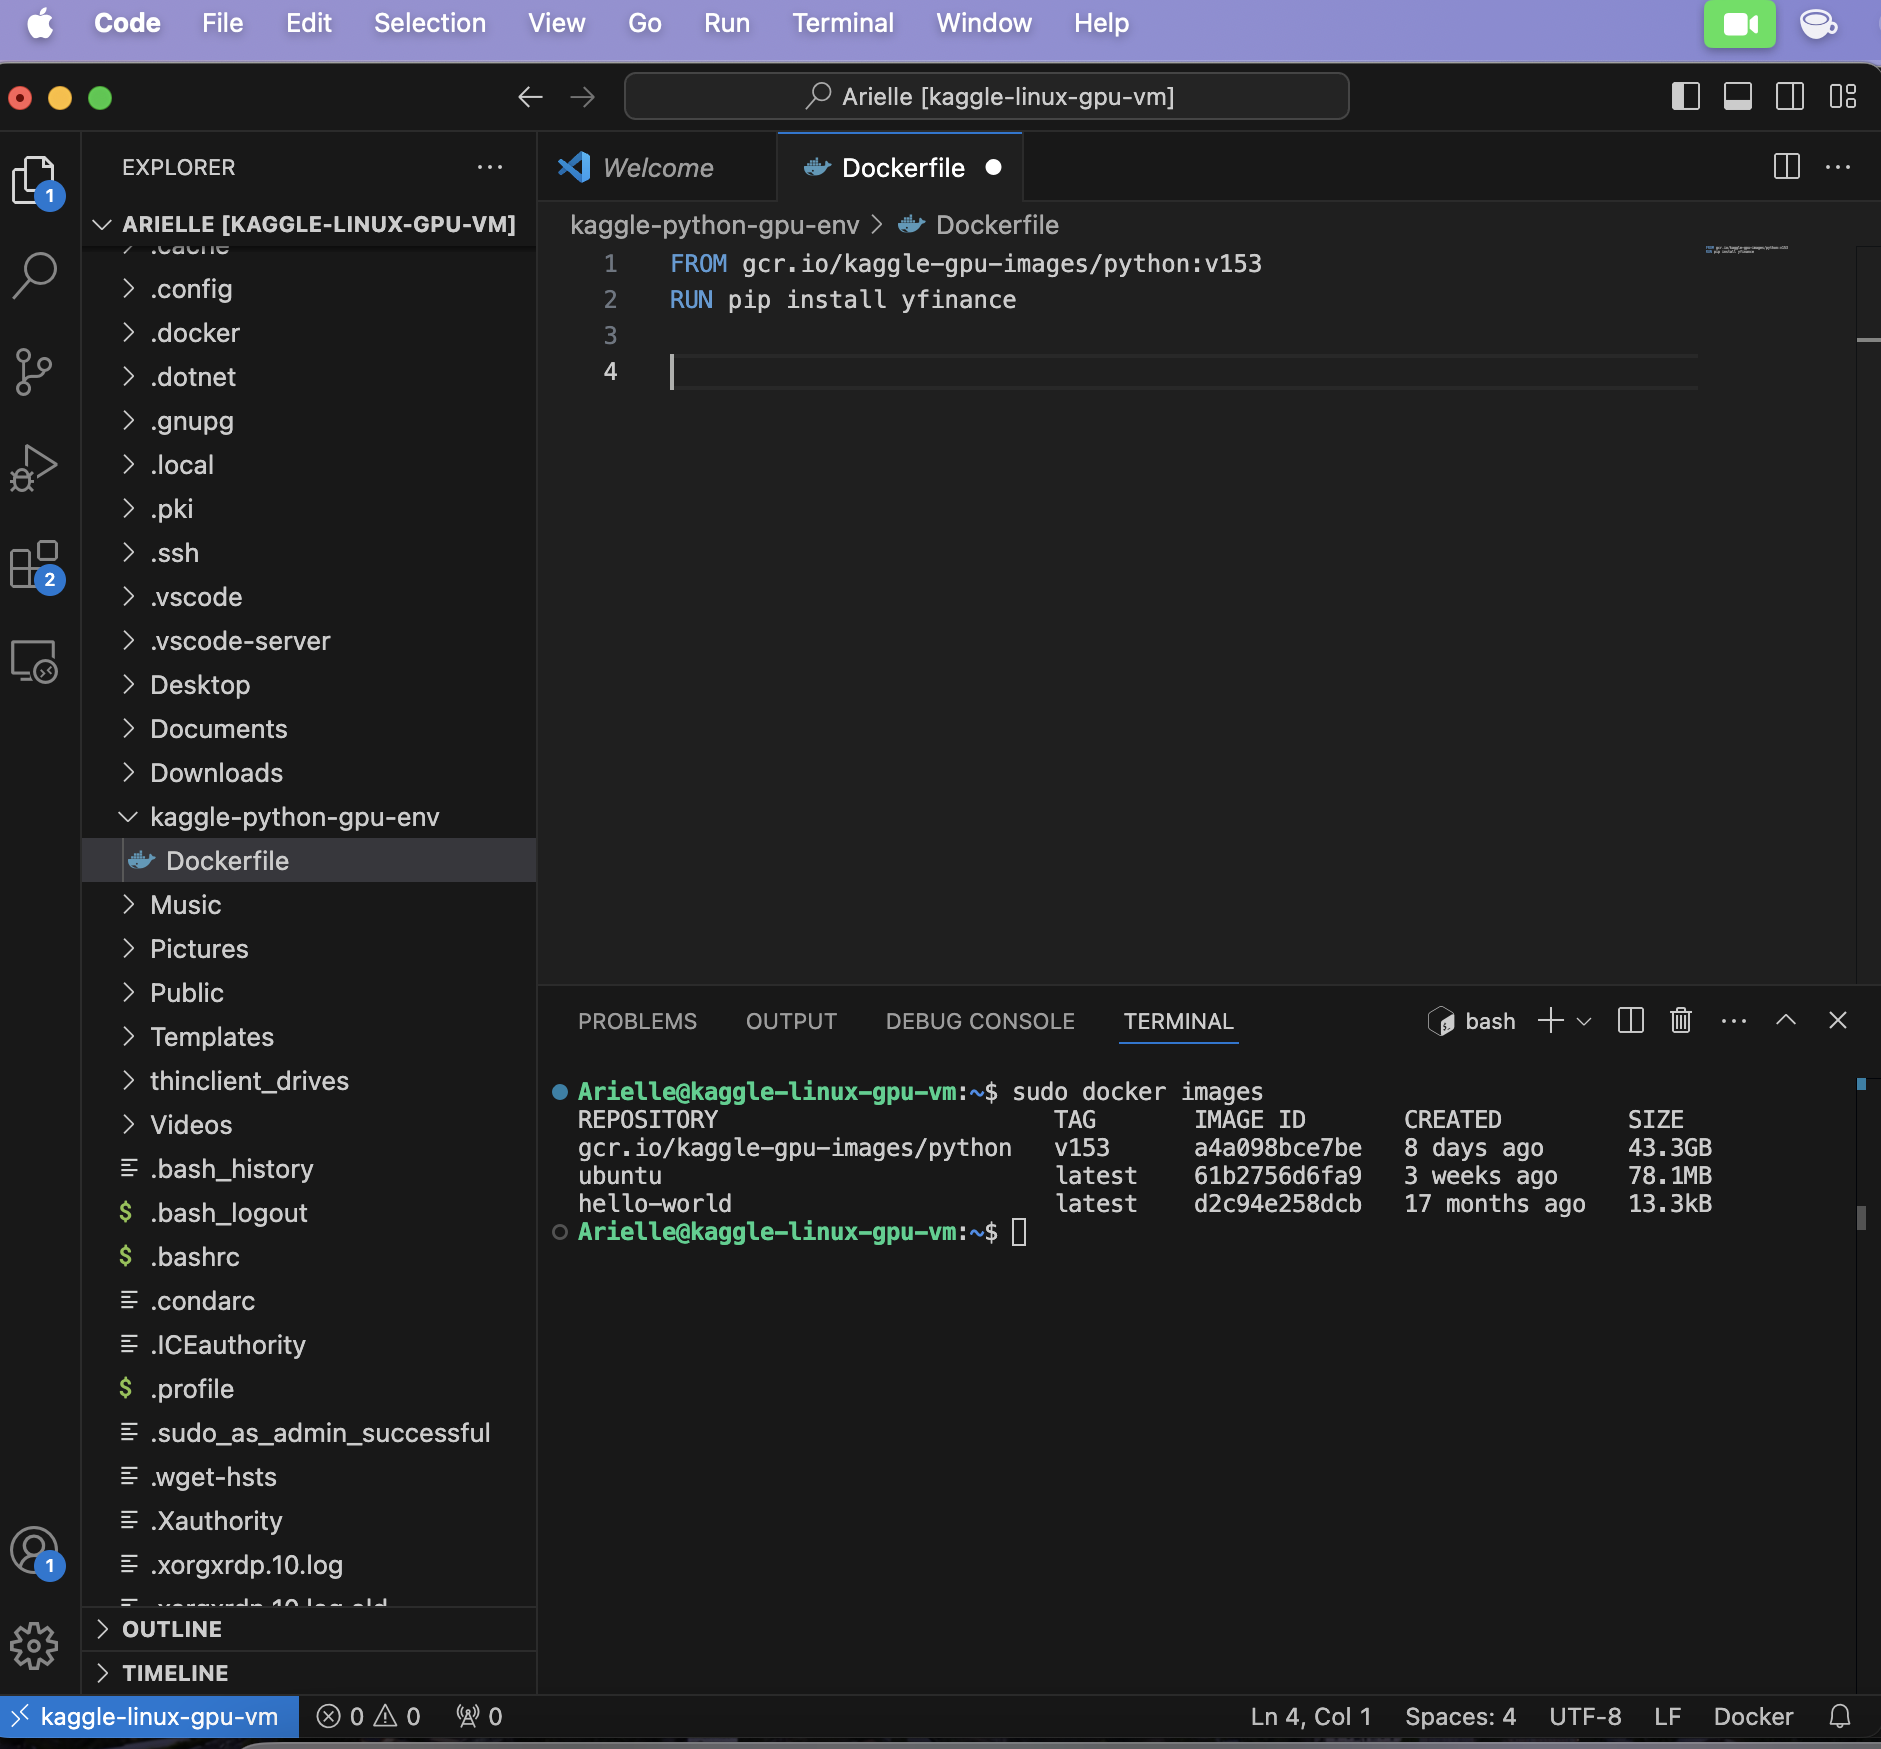 Code File Edit Selection View Go Run Terminal Window Help
Arielle [kaggle-linux-gpu-vm]
EXPLORER
ARIELLE [KAGGLE-LINUX-GPU-VM]
.cache
.config
.docker
.dotnet
.gnupg
.local
.pki
.ssh
.vscode
.vscode-server
Desktop
Documents
Downloads
kaggle-python-gpu-env
Dockerfile
Music
Pictures
Public
Templates
thinclient_drives
Videos
.bash_history
$ .bash_logout
$ .bashrc
.condarc
.ICEauthority
$ .profile
.sudo_as_admin_successful
.wget-hsts
.Xauthority
.xorgxrdp.10.log
.xorgxrdp.10.log.old
OUTLINE
TIMELINE
1
2
1
Welcome Dockerfile
kaggle-python-gpu-env > Dockerfile
1 FROM gcr.io/kaggle-gpu-images/python:v153
2 RUN pip install yfinance
3
4
PROBLEMS OUTPUT DEBUG CONSOLE TERMINAL bash
Arielle@kaggle-linux-gpu-vm:~$ sudo docker images
REPOSITORY TAG IMAGE ID CREATED SIZE
gcr.io/kaggle-gpu-images/python v153 a4a098bce7be 8 days ago 43.3GB
ubuntu latest 61b2756d6fa9 3 weeks ago 78.1MB
hello-world latest d2c94e258dcb 17 months ago 13.3kB
Arielle@kaggle-linux-gpu-vm:~$
kaggle-linux-gpu-vm 0 0 0 Ln 4, Col 1 Spaces: 4 UTF-8 LF Docker